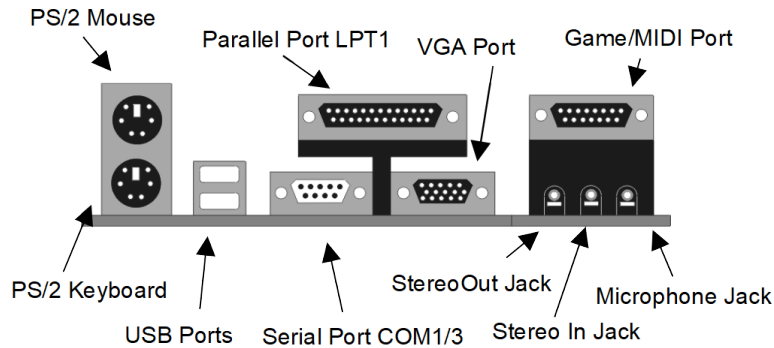 PS/2 Mouse
Parallel Port LPT1
VGA Port
Game/MIDI Port
PS/2 Keyboard
USB Ports
Serial Port COM1/3
StereoOut Jack
Stereo In Jack
Microphone Jack